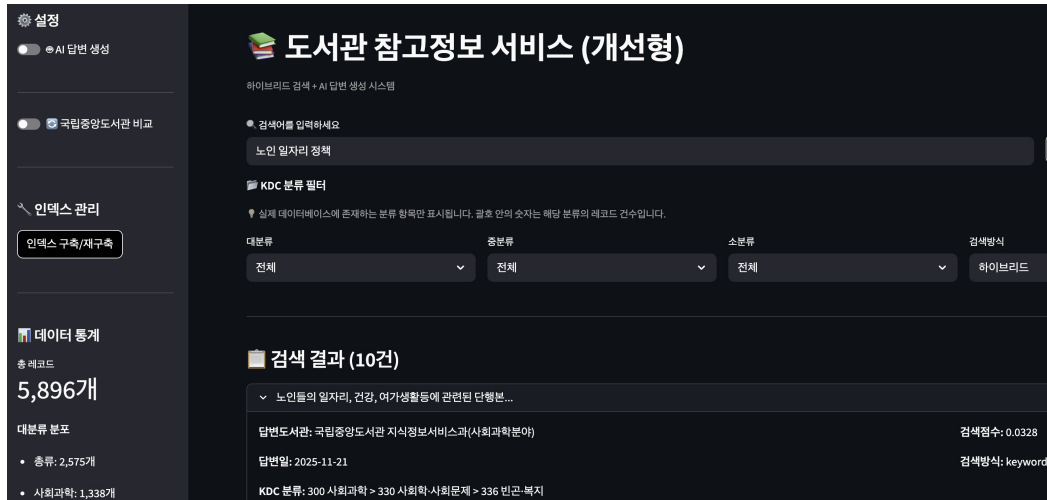 설정
AI 답변 생성
국립중앙도서관 비교
인덱스 관리
인덱스 구축/재구축
데이터 통계
총 레코드
5,896개
대분류 분포
총류: 2,575개
사회과학: 1,338개
도서관 참고정보 서비스 (개선형)
하이브리드 검색 + AI 답변 생성 시스템
검색어를 입력하세요
노인 일자리 정책
KDC 분류 필터
실제 데이터베이스에 존재하는 분류 항목만 표시됩니다. 괄호 안의 숫자는 해당 분류의 레코드 건수입니다.
대분류 중분류 소분류 검색방식
전체 전체 전체 하이브리드
검색 결과 (10건)
노인들의 일자리, 건강, 여가생활등에 관련된 단행본...
답변도서관: 국립중앙도서관 지식정보서비스과(사회과학분야) 검색점수: 0.0328
답변일: 2025-11-21 검색방식: keyword
KDC 분류: 300 사회과학 > 330 사회학·사회문제 > 336 빈곤·복지